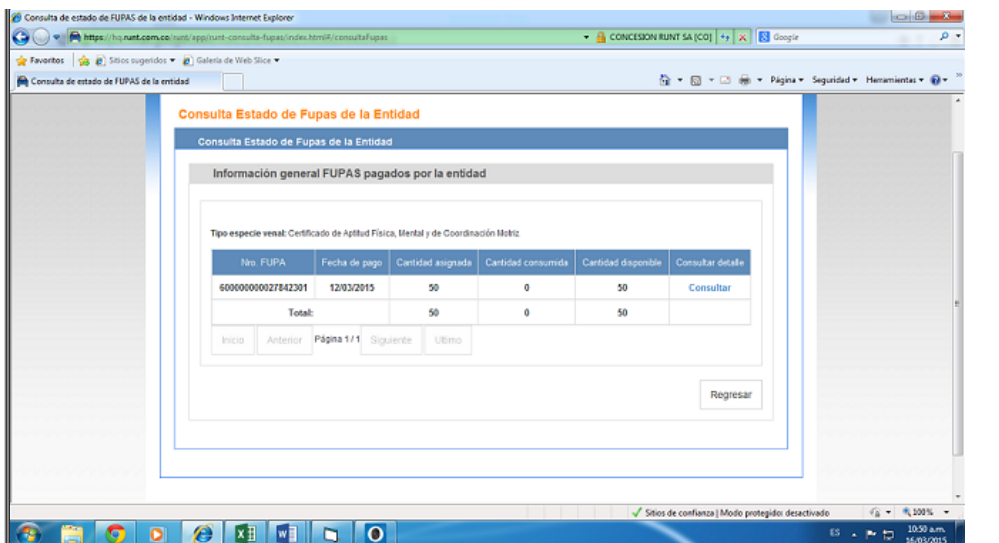 Consulta de estado de FUPAS de la entidad - Windows Internet Explorer
https://hq.runt.com.co/runt/app/runt-consulta-fupas/index.html#/consultaFupas
CONCESION RUNT SA [CO]
Google
Favoritos
Sitios sugeridos
Galería de Web Slice
Consulta de estado de FUPAS de la entidad
Página
Seguridad
Herramientas
Consulta Estado de Fupas de la Entidad
Consulta Estado de Fupas de la Entidad
Información general FUPAS pagados por la entidad
Tipo especie venal: Certificado de Aptitud Física, Mental y de Coordinación Motriz
Nro. FUPA Fecha de pago Cantidad asignada Cantidad consumida Cantidad disponible Consultar detalle
600000000027842301 12/03/2015 50 0 50 Consultar
Total: 50 0 50
Inicio Anterior Página 1 / 1 Siguiente Ultimo
Regresar
Sitios de confianza | Modo protegido: desactivado
100%
ES
10:50 a.m.
16/03/2015